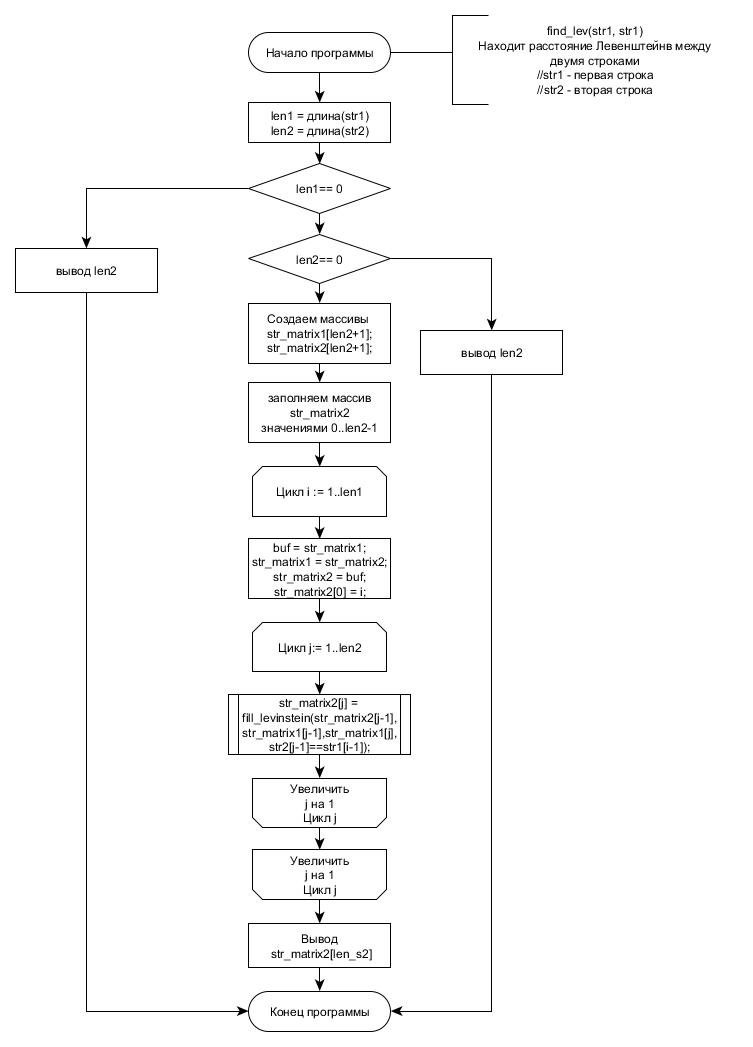 Начало программы
find_lev(str1, str1)
Находит расстояние Левенштейнв между
двумя строками
//str1 - первая строка
//str2 - вторая строка
len1 = длина(str1)
len2 = длина(str2)
len1== 0
вывод len2
len2== 0
вывод len2
Создаем массивы
str_matrix1[len2+1];
str_matrix2[len2+1];
заполняем массив
str_matrix2
значениями 0..len2-1
Цикл i := 1..len1
buf = str_matrix1;
str_matrix1 = str_matrix2;
str_matrix2 = buf;
str_matrix2[0] = i;
Цикл j:= 1..len2
str_matrix2[j] =
fill_levinstein(str_matrix2[j-1],
str_matrix1[j-1],str_matrix1[j],
str2[j-1]==str1[i-1]);
Увеличить
j на 1
Цикл j
Увеличить
j на 1
Цикл j
Вывод
str_matrix2[len_s2]
Конец программы